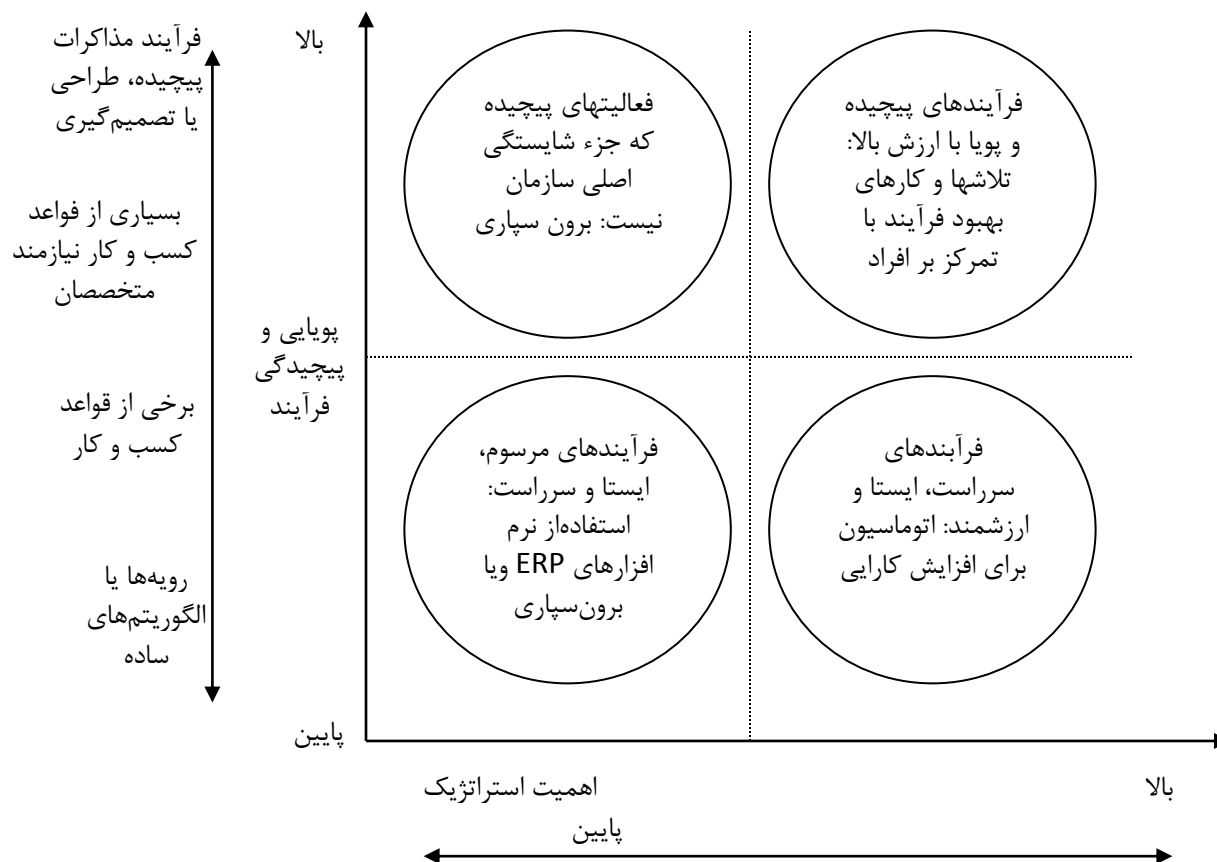 فرآیند مذاکرات
پیچیده، طراحی
یا تصمیم‌گیری
بسیاری از فواعد
کسب و کار نیازمند
متخصصان
برخی از قواعد
کسب و کار
رویه‌ها یا
الگوریتم‌های
ساده
بالا
پویایی و
پیچیدگی
فرآیند
پایین
فعالیتهای پیچیده
که جزء شایستگی
اصلی سازمان
نیست: برون سپاری
فرآیندهای پیچیده
و پویا با ارزش بالا:
تلاشها و کارهای
بهبود فرآیند با
تمرکز بر افراد
فرآیندهای مرسوم،
ایستا و سرراست:
استفاده‌از نرم
افزارهای ERP ویا
برون‌سپاری
فرآبندهای
سرراست، ایستا و
ارزشمند: اتوماسیون
برای افزایش کارایی
اهمیت استراتژیک
پایین
بالا